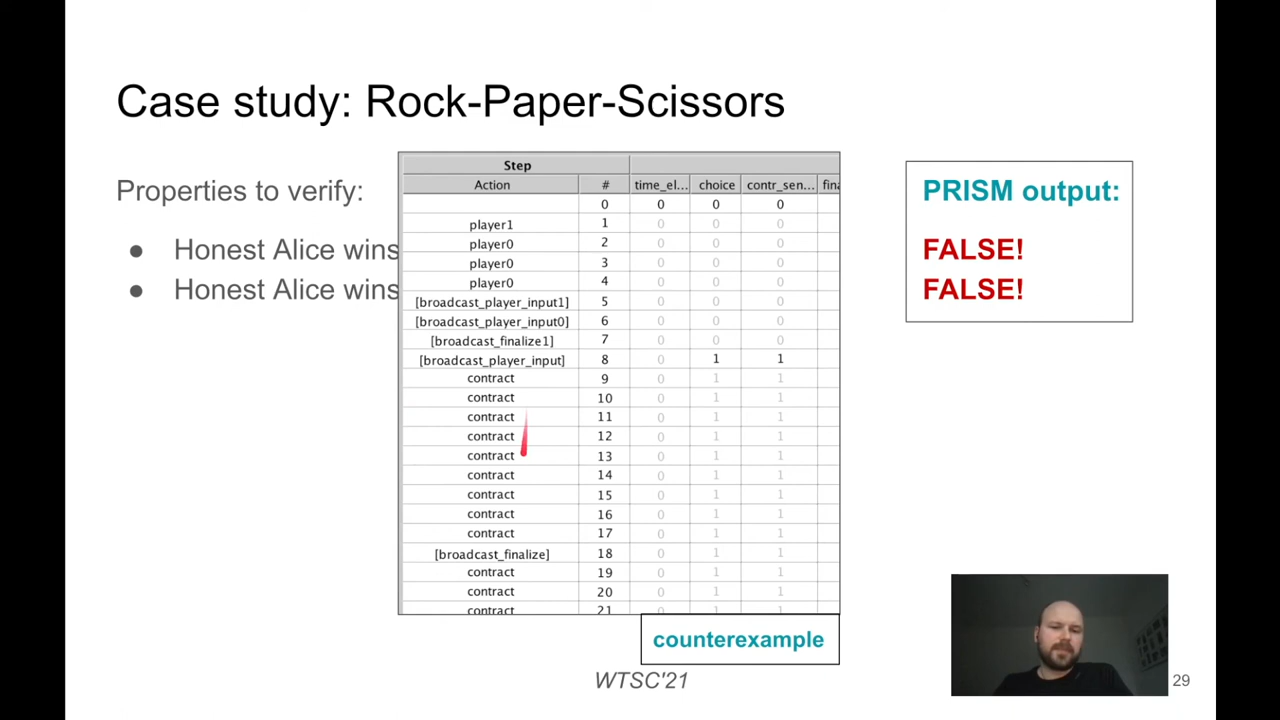 Case study: Rock-Paper-Scissors
Properties to verify:
● Honest Alice wins
● Honest Alice wins
Step
Action # time_el... choice contr_sen... fina
0 0 0 0
player1 1 0 0 0
player0 2 0 0 0
player0 3 0 0 0
player0 4 0 0 0
[broadcast_player_input1] 5 0 0 0
[broadcast_player_input0] 6 0 0 0
[broadcast_finalize1] 7 0 0 0
[broadcast_player_input] 8 0 1 1
contract 9 0 1 1
contract 10 0 1 1
contract 11 0 1 1
contract 12 0 1 1
contract 13 0 1 1
contract 14 0 1 1
contract 15 0 1 1
contract 16 0 1 1
contract 17 0 1 1
[broadcast_finalize] 18 0 1 1
contract 19 0 1 1
contract 20 0 1 1
contract 21 0 1 1
PRISM output:
FALSE!
FALSE!
counterexample
WTSC'21
29